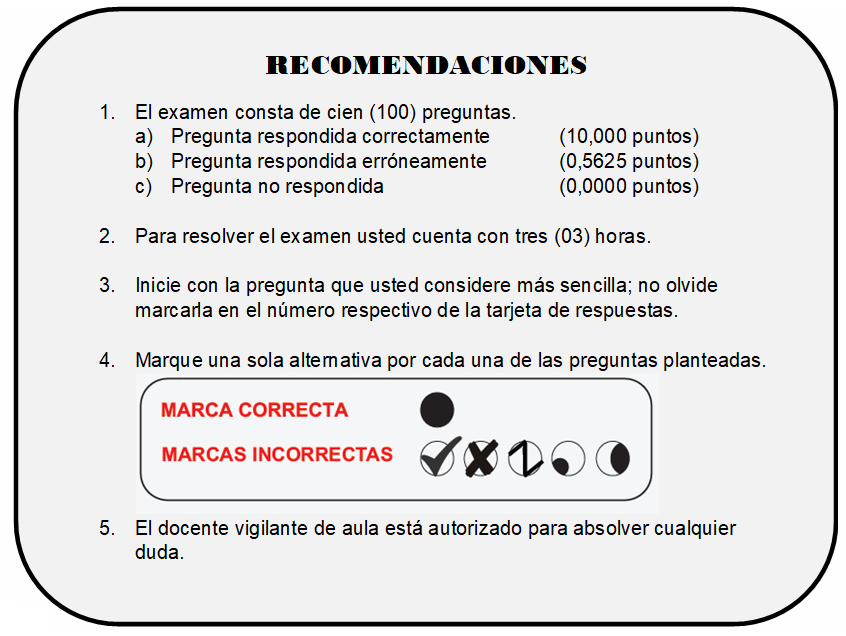 RECOMENDACIONES
1. El examen consta de cien (100) preguntas.
a) Pregunta respondida correctamente (10,000 puntos)
b) Pregunta respondida erróneamente (0,5625 puntos)
c) Pregunta no respondida (0,0000 puntos)
2. Para resolver el examen usted cuenta con tres (03) horas.
3. Inicie con la pregunta que usted considere más sencilla; no olvide
marcarla en el número respectivo de la tarjeta de respuestas.
4. Marque una sola alternativa por cada una de las preguntas planteadas.
MARCA CORRECTA
MARCAS INCORRECTAS
5. El docente vigilante de aula está autorizado para absolver cualquier
duda.